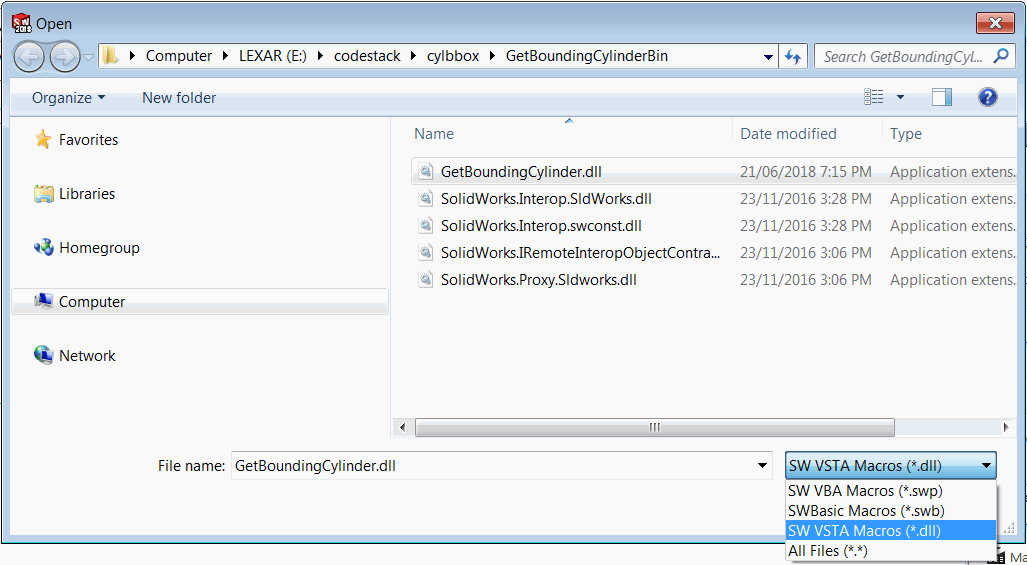 SW 2018 Open
Computer LEXAR (E:) codestack cylbbox GetBoundingCylinderBin Search GetBoundingCyl...
Organize New folder
Name Date modified Type
Favorites
Libraries
Homegroup
Computer
Network
GetBoundingCylinder.dll 21/06/2018 7:15 PM Application extens...
SolidWorks.Interop.SldWorks.dll 23/11/2016 3:28 PM Application extens...
SolidWorks.Interop.swconst.dll 23/11/2016 3:28 PM Application extens...
SolidWorks.IRemoteInteropObjectContra... 23/11/2016 3:06 PM Application extens...
SolidWorks.Proxy.Sldworks.dll 23/11/2016 3:06 PM Application extens...
File name: GetBoundingCylinder.dll SW VSTA Macros (*.dll)
SW VBA Macros (*.swp)
SWBasic Macros (*.swb)
SW VSTA Macros (*.dll)
All Files (*.*)
Ma